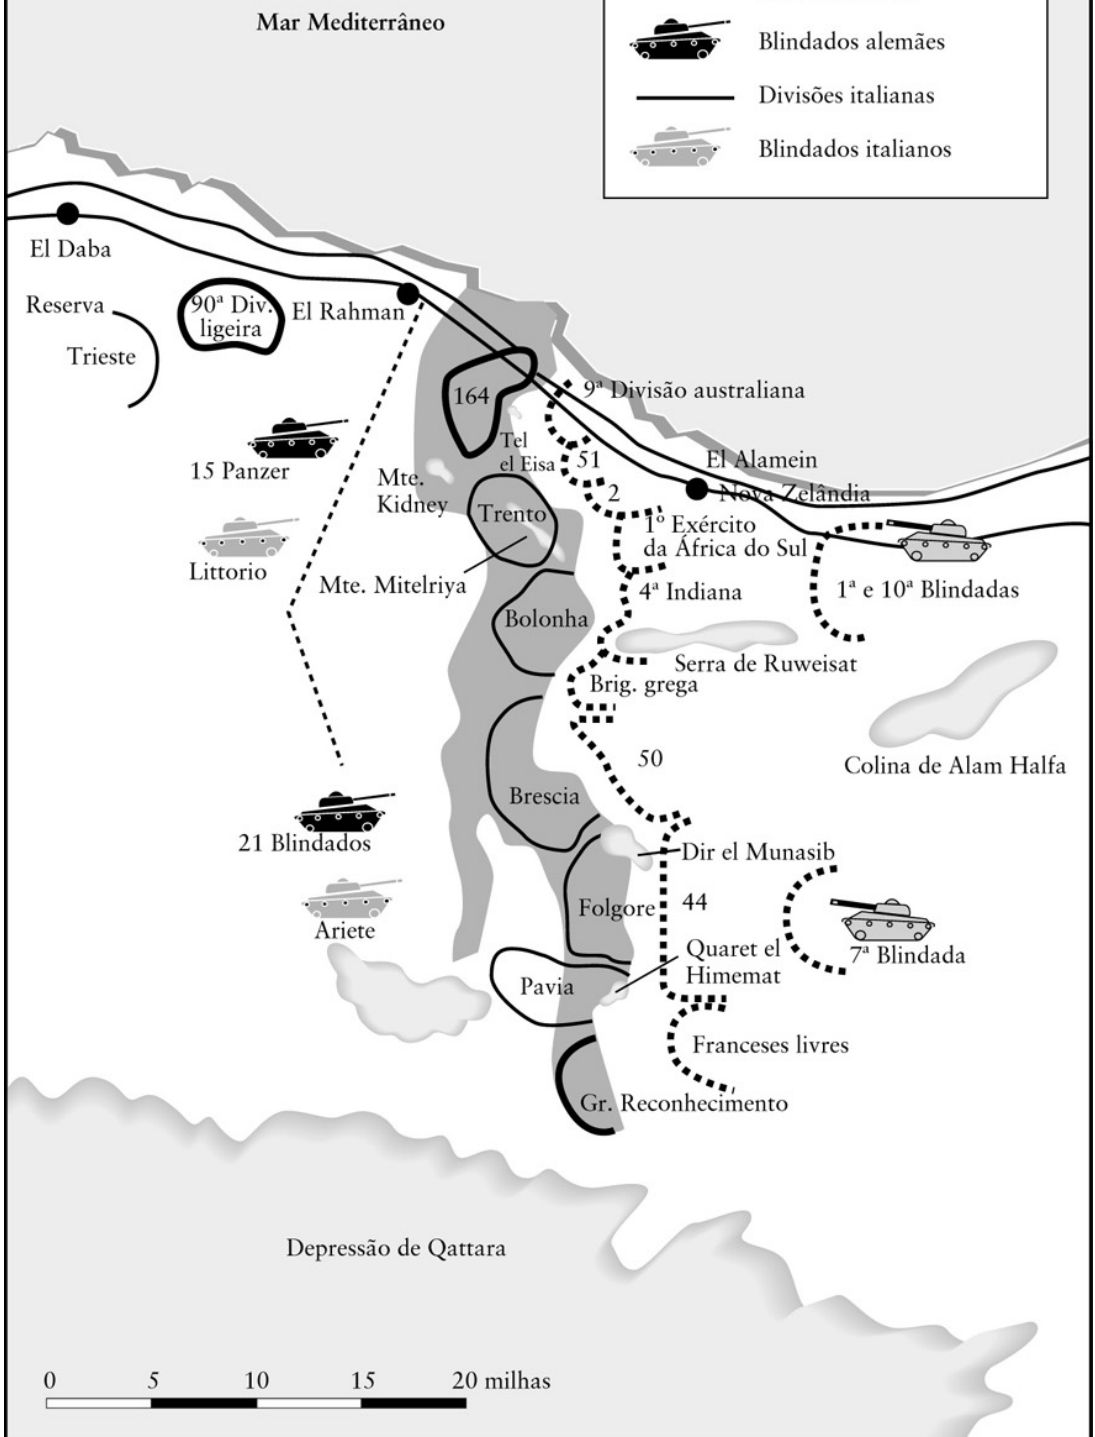 Mar Mediterrâneo
Blindados alemães
Divisões italianas
Blindados italianos
El Daba
Reserva
Trieste
90ª Div.
ligeira
El Rahman
164
9ª Divisão australiana
Tel
el Eisa
51
El Alamein
15 Panzer
Mte.
Kidney
2
Nova Zelândia
Trento
1º Exército
da África do Sul
Littorio
Mte. Mitelriya
4ª Indiana
1ª e 10ª Blindadas
Bolonha
Serra de Ruweisat
Brig. grega
50
Colina de Alam Halfa
Brescia
21 Blindados
Dir el Munasib
44
Folgore
Ariete
Quaret el
Himemat
7ª Blindada
Pavia
Franceses livres
Gr. Reconhecimento
Depressão de Qattara
0 5 10 15 20 milhas